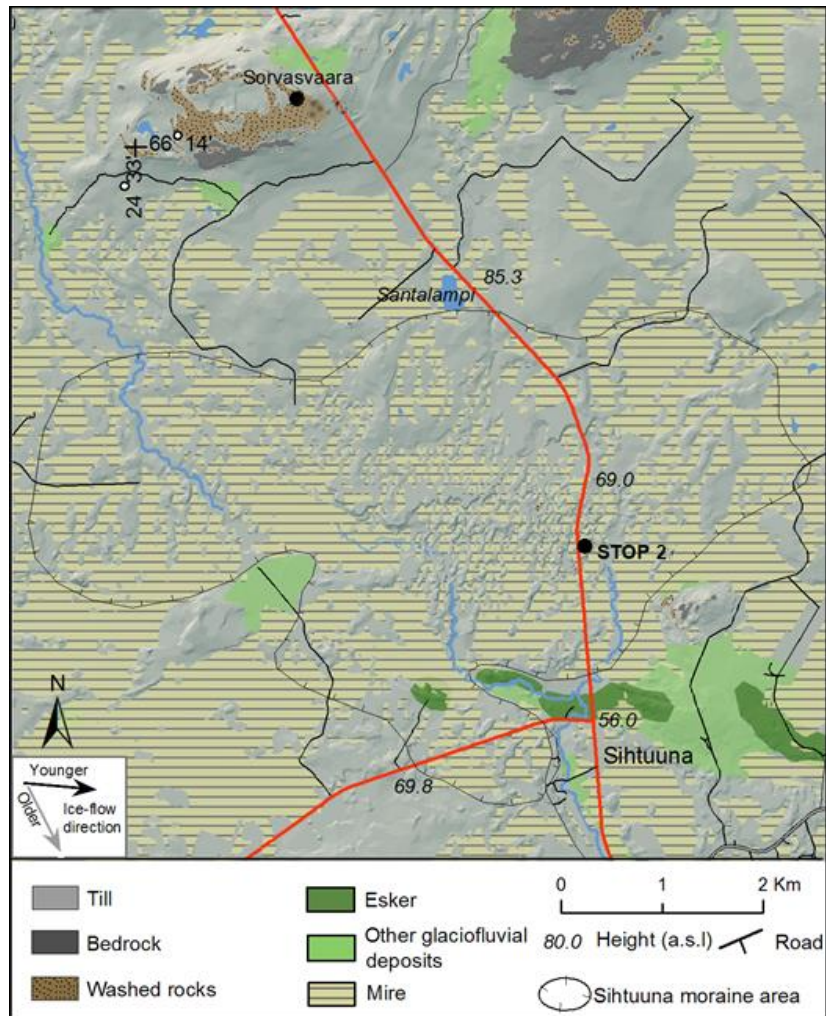 Sorvasvaara
66 14'
24 33'
85.3
Santalampi
69.0
STOP 2
N
56.0
Sihtuuna
69.8
Younger
Older
Ice-flow
direction
Till
Bedrock
Washed rocks
Esker
Other glaciofluvial
deposits
Mire
0 1 2 Km
80.0 Height (a.s.l)
Road
Sihtuuna moraine area